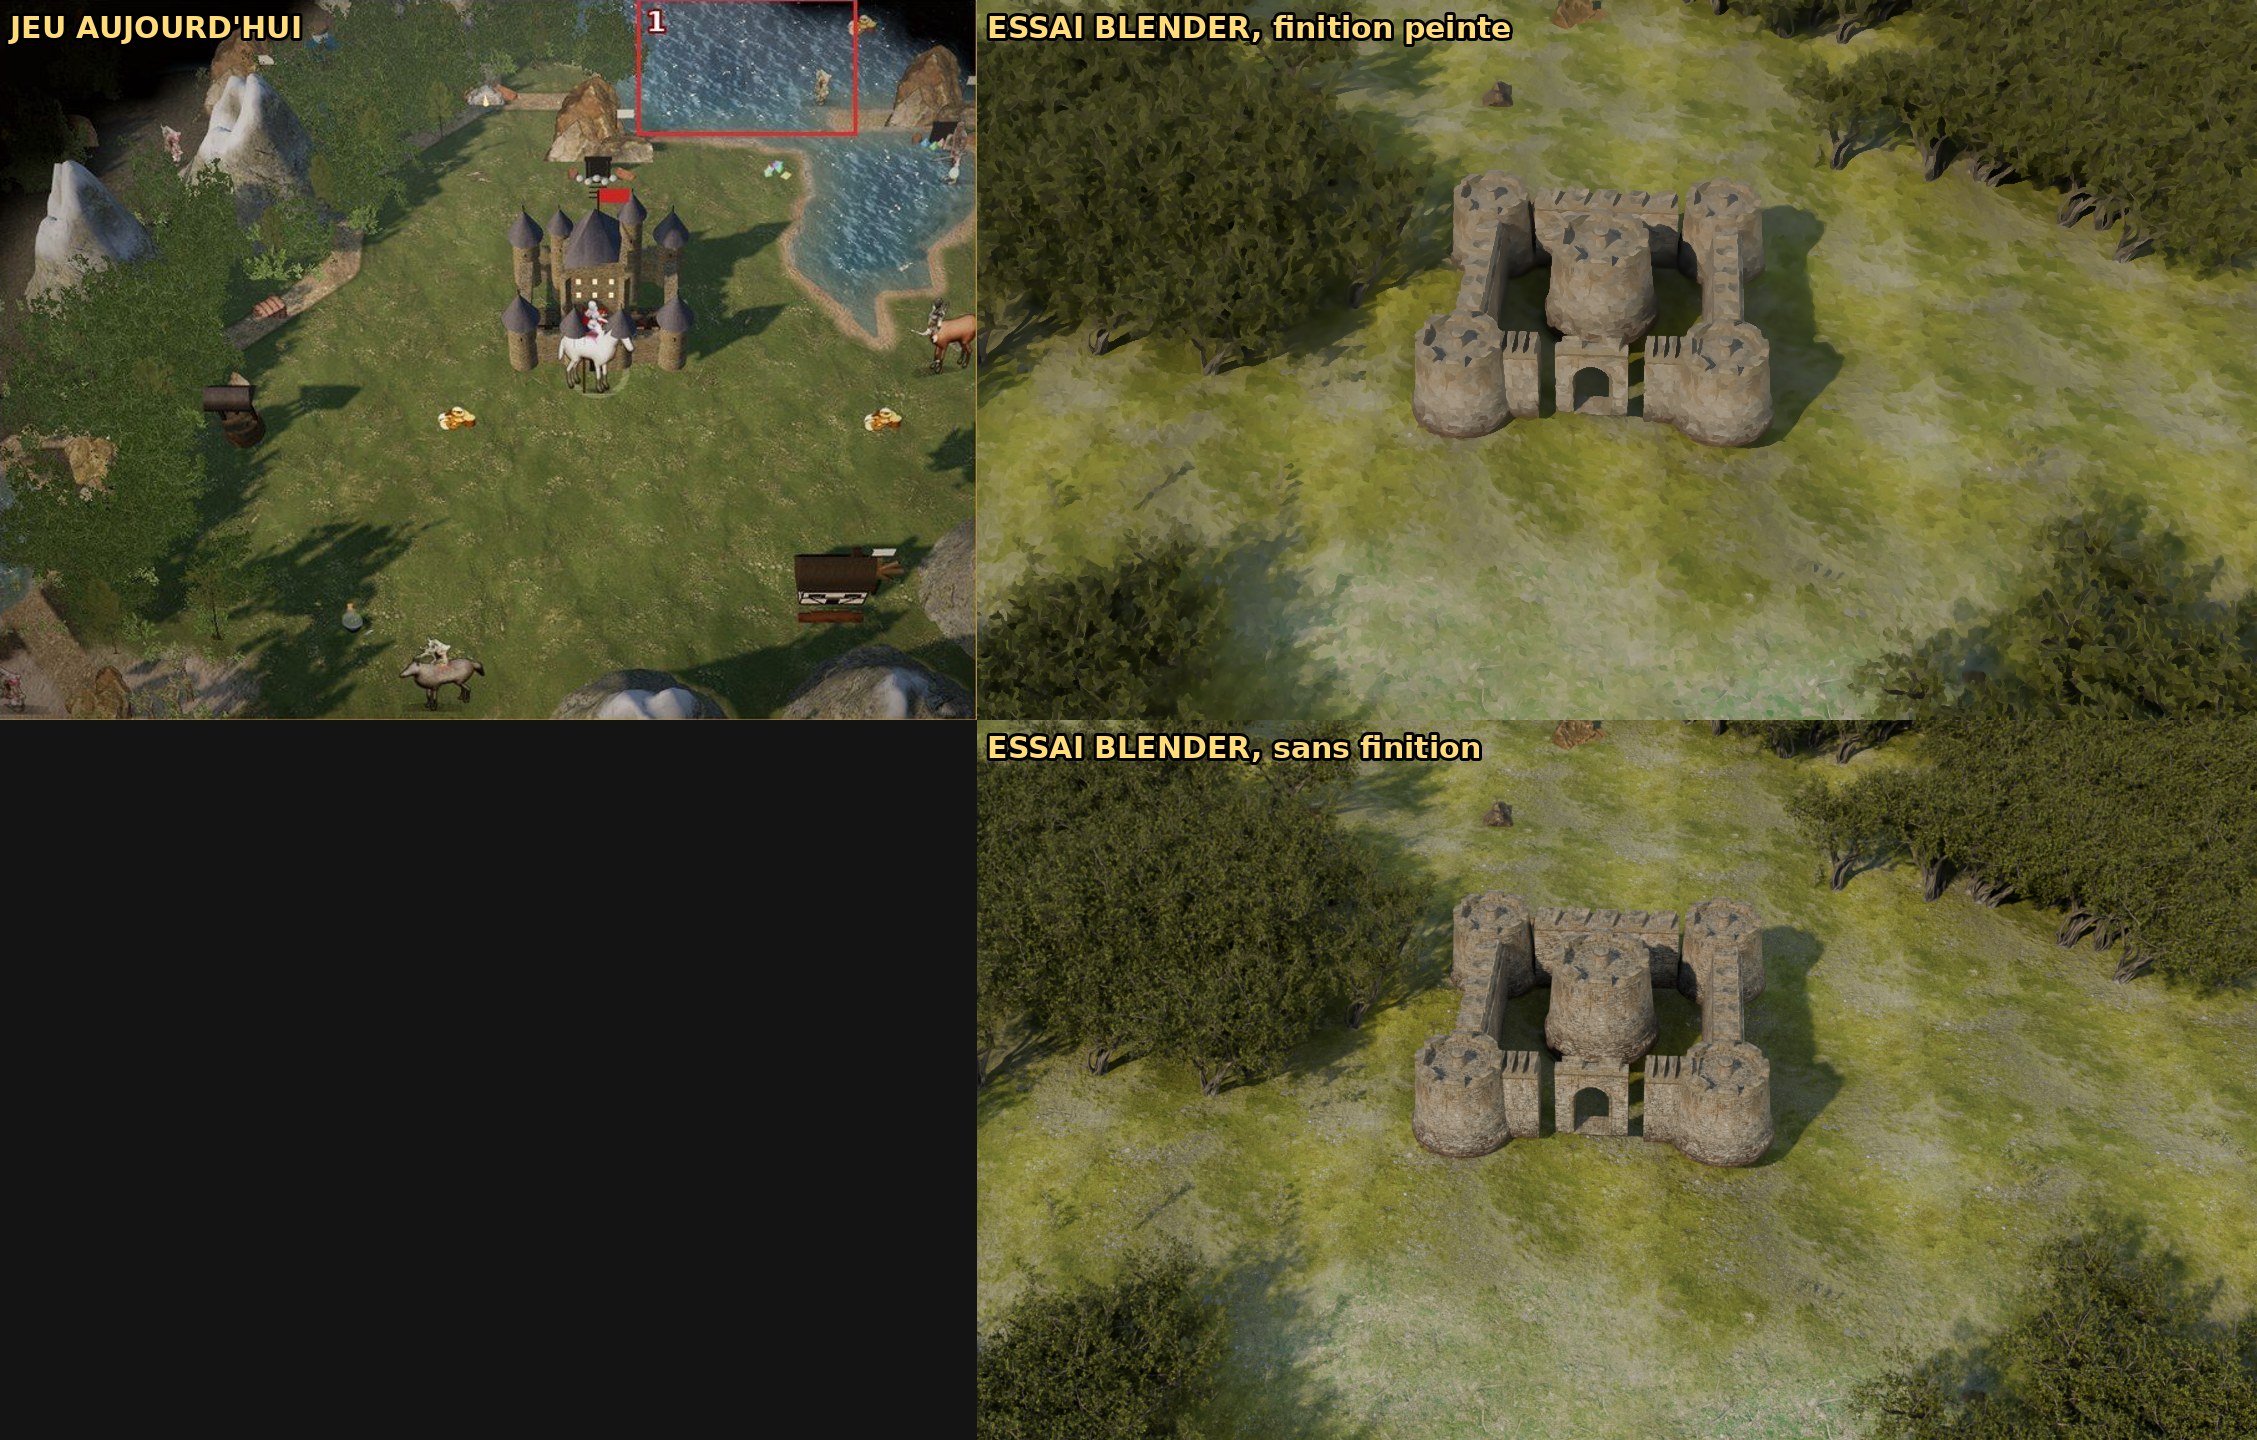 JEU AUJOURD'HUI
1
ESSAI BLENDER, finition peinte
ESSAI BLENDER, sans finition